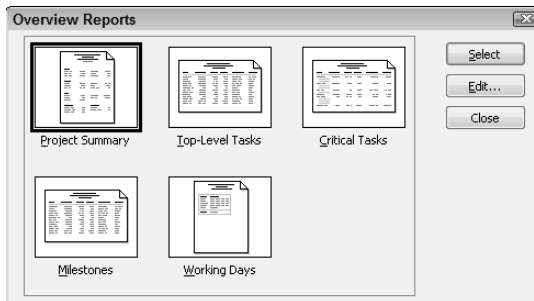 Overview Reports
Select
Project Summary Top-Level Tasks Critical Tasks
Edit...
Close
Milestones Working Days